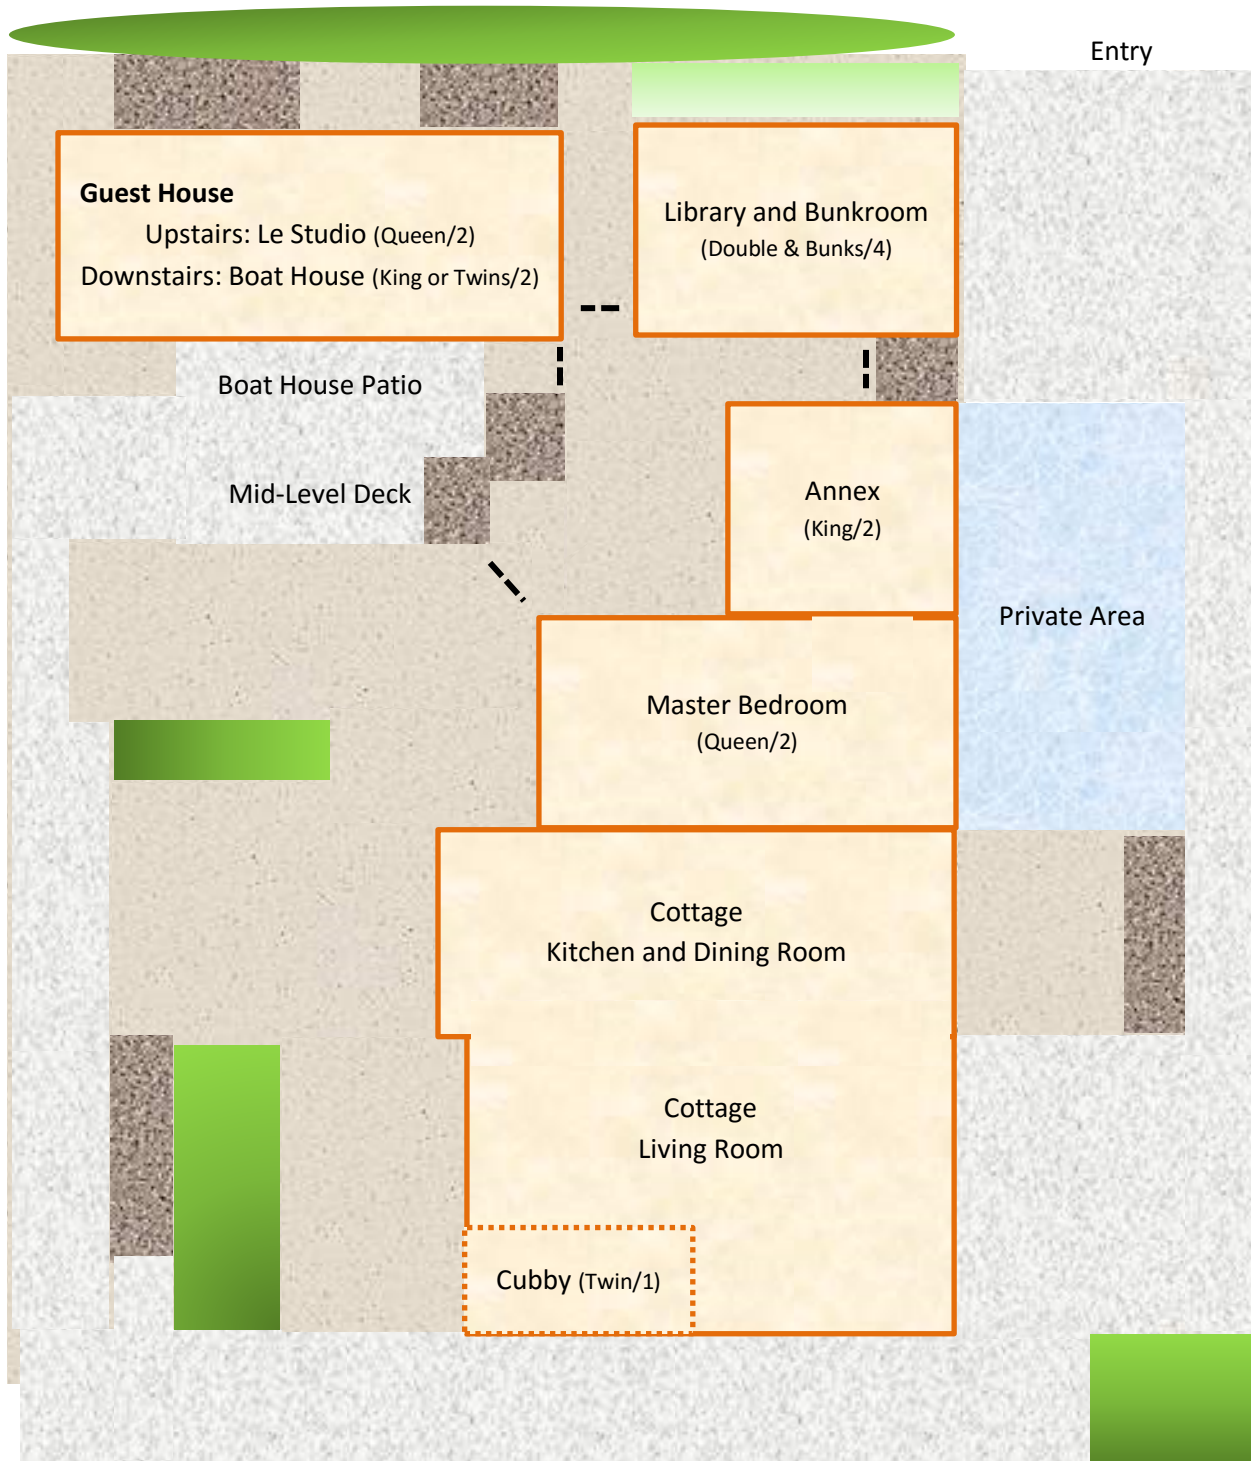 Entry
Guest House
Upstairs: Le Studio (Queen/2)
Downstairs: Boat House (King or Twins/2)
Library and Bunkroom
(Double & Bunks/4)
Boat House Patio
Mid-Level Deck
Annex
(King/2)
Private Area
Master Bedroom
(Queen/2)
Cottage
Kitchen and Dining Room
Cottage
Living Room
Cubby (Twin/1)